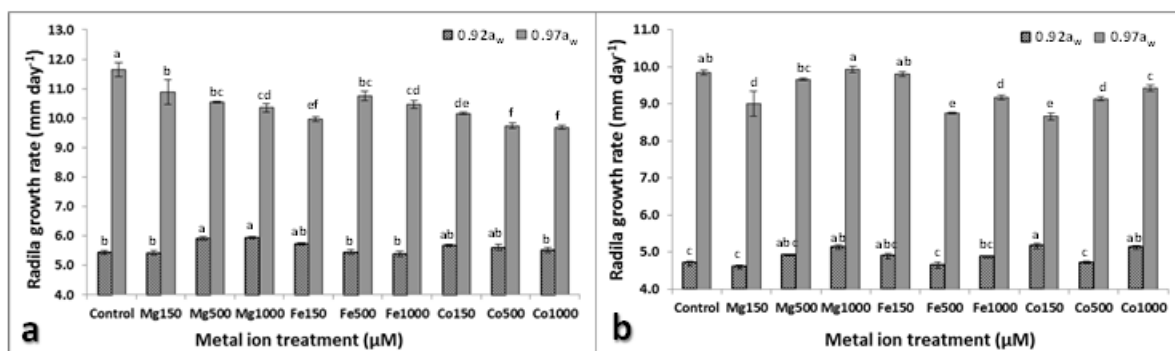 13.0
12.0
11.0
10.0
9.0
8.0
7.0
6.0
5.0
4.0
Radila growth rate (mm day⁻¹)
0.92aw 0.97aw
a b bc cd ef bc cd de f f
b b a a ab b b ab ab b
Control Mg150 Mg500 Mg1000 Fe150 Fe500 Fe1000 Co150 Co500 Co1000
Metal ion treatment (µM)
a
11.0
10.0
9.0
8.0
7.0
6.0
5.0
4.0
Radila growth rate (mm day⁻¹)
0.92aw 0.97aw
ab d bc a ab e d e d c
c c abc ab abc c bc a c ab
Control Mg150 Mg500 Mg1000 Fe150 Fe500 Fe1000 Co150 Co500 Co1000
Metal ion treatment (µM)
b